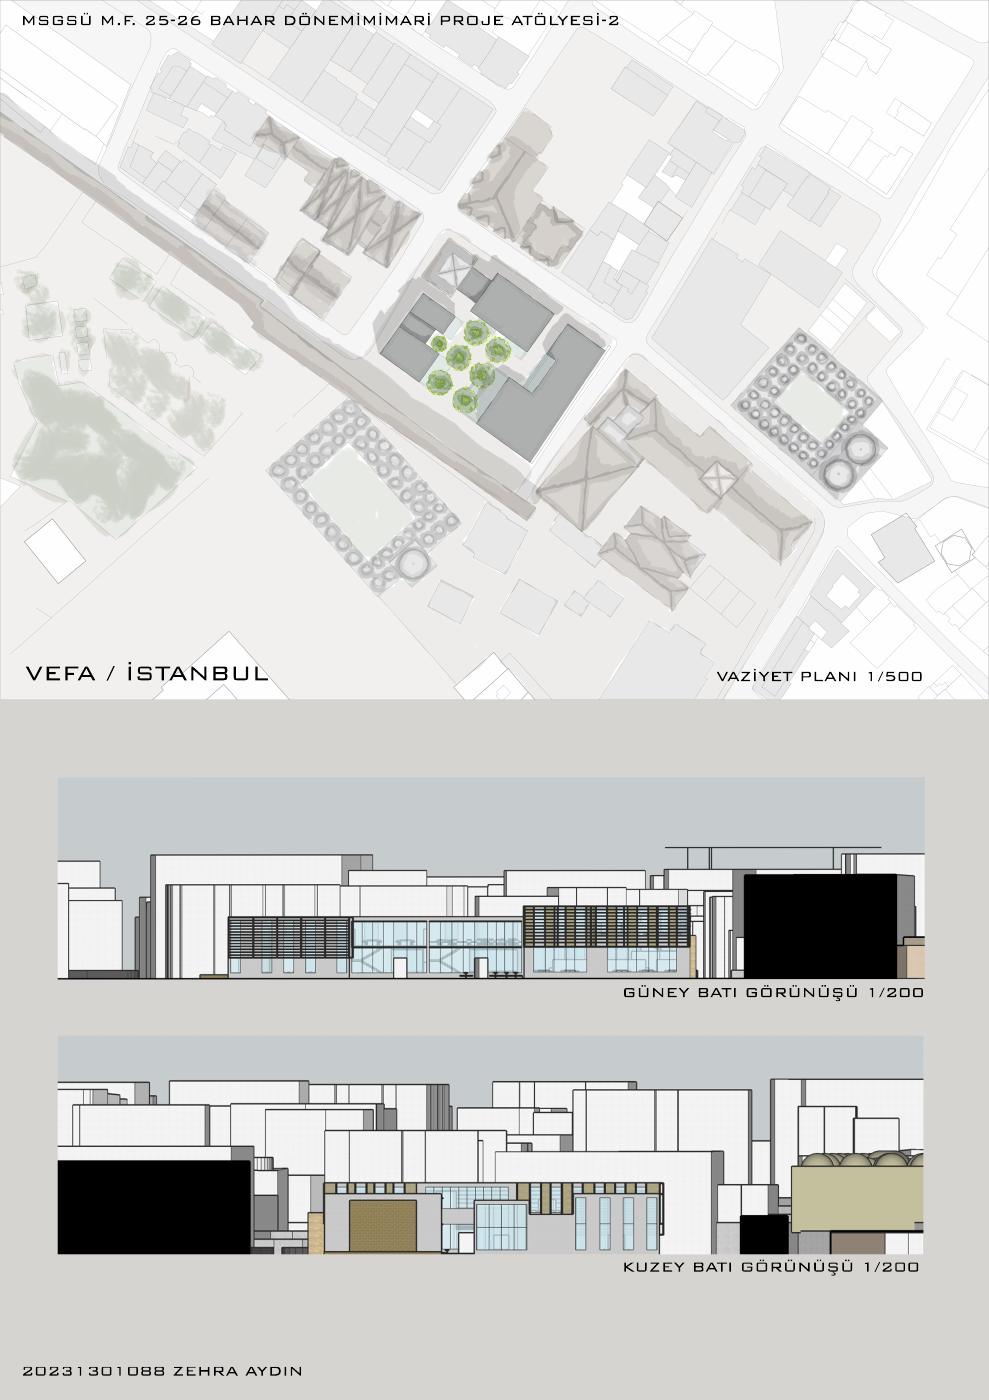 MSGSÜ M.F. 25-26 BAHAR DÖNEMİMİMARİ PROJE ATÖLYESİ-2
VEFA / İSTANBUL
VAZİYET PLANI 1/500
GÜNEY BATI GÖRÜNÜŞÜ 1/200
KUZEY BATI GÖRÜNÜŞÜ 1/200
20231301088 ZEHRA AYDIN